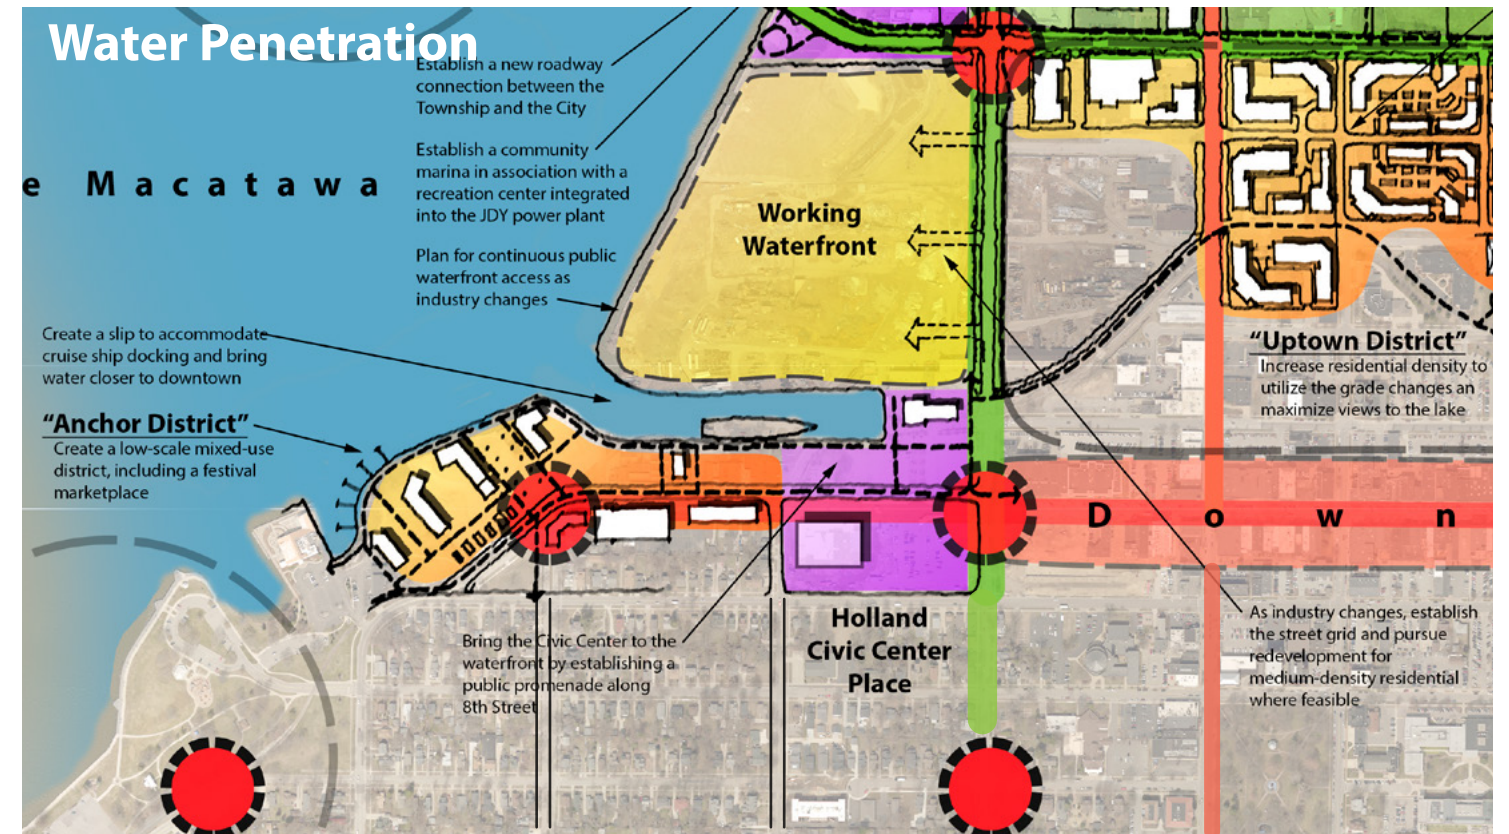 Water Penetration
Establish a new roadway
connection between the
Township and the City
Establish a community
marina in association with a
recreation center integrated
into the JDY power plant
Plan for continuous public
waterfront access as
industry changes
e Macatawa
Working
Waterfront
Create a slip to accommodate
cruise ship docking and bring
water closer to downtown
"Anchor District"
Create a low-scale mixed-use
district, including a festival
marketplace
"Uptown District"
Increase residential density to
utilize the grade changes an
maximize views to the lake
Down
Bring the Civic Center to the
waterfront by establishing a
public promenade along
8th Street
Holland
Civic Center
Place
As industry changes, establish
the street grid and pursue
redevelopment for
medium-density residential
where feasible